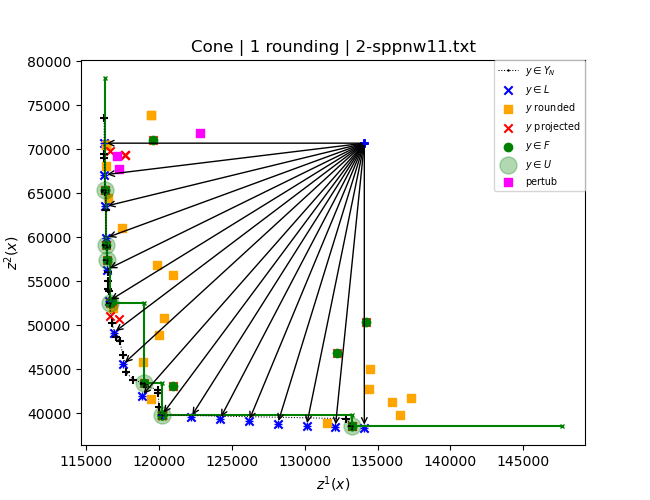 Cone | 1 rounding | 2-sppnw11.txt
80000
75000
70000
65000
60000
55000
50000
45000
40000
z²(x)
y ∈ Y_N
y ∈ L
y rounded
y projected
y ∈ F
y ∈ U
pertub
115000 120000 125000 130000 135000 140000 145000
z¹(x)